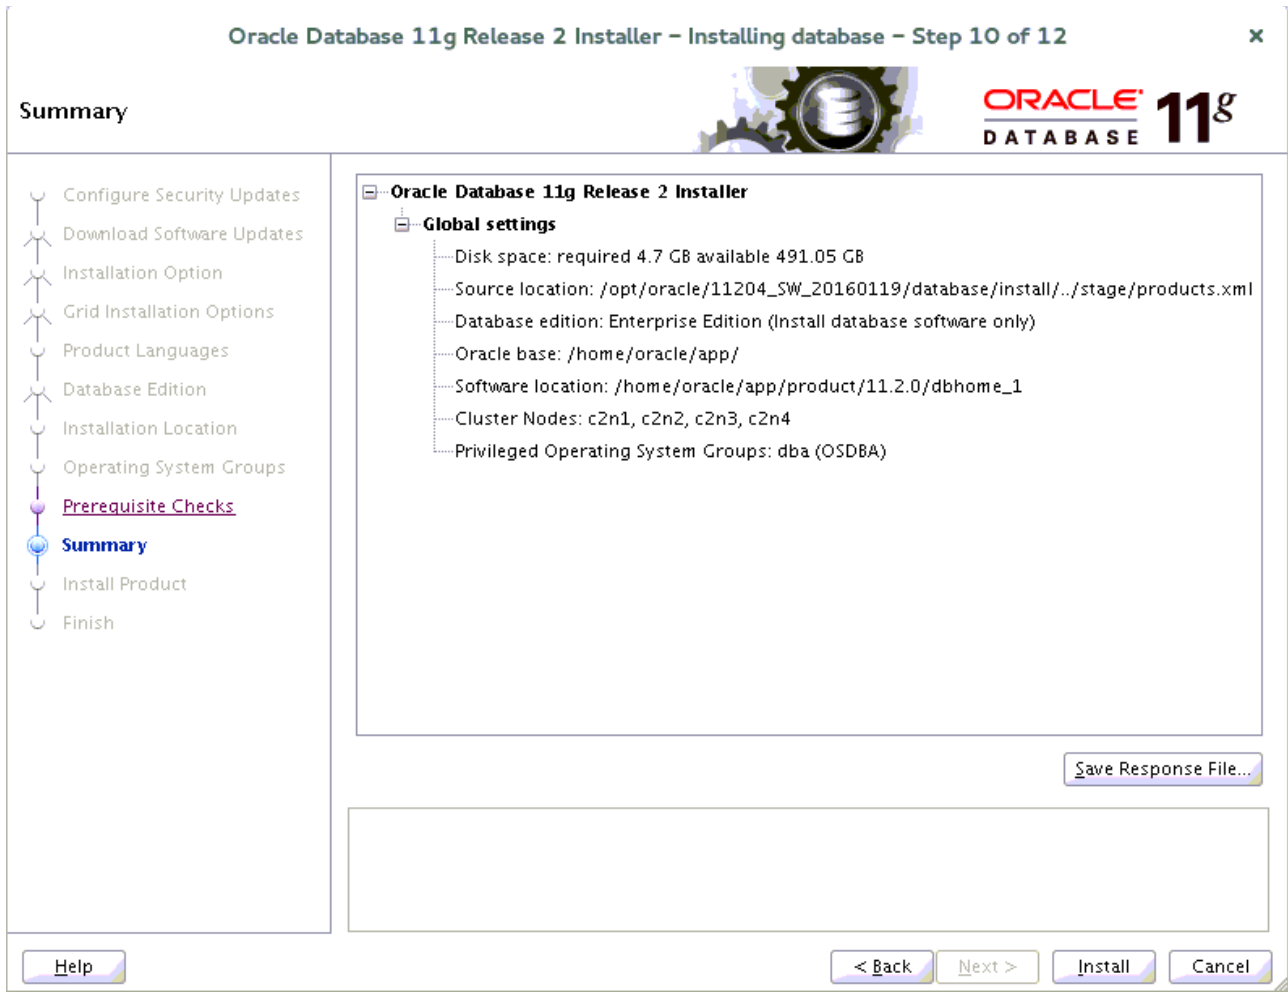 Oracle Database 11g Release 2 Installer – Installing database – Step 10 of 12
Summary
ORACLE
DATABASE
11g
Configure Security Updates
Download Software Updates
Installation Option
Grid Installation Options
Product Languages
Database Edition
Installation Location
Operating System Groups
Prerequisite Checks
Summary
Install Product
Finish
Oracle Database 11g Release 2 Installer
Global settings
Disk space: required 4.7 GB available 491.05 GB
Source location: /opt/oracle/11204_SW_20160119/database/install/../stage/products.xml
Database edition: Enterprise Edition (Install database software only)
Oracle base: /home/oracle/app/
Software location: /home/oracle/app/product/11.2.0/dbhome_1
Cluster Nodes: c2n1, c2n2, c2n3, c2n4
Privileged Operating System Groups: dba (OSDBA)
Save Response File...
Help
< Back
Next >
Install
Cancel